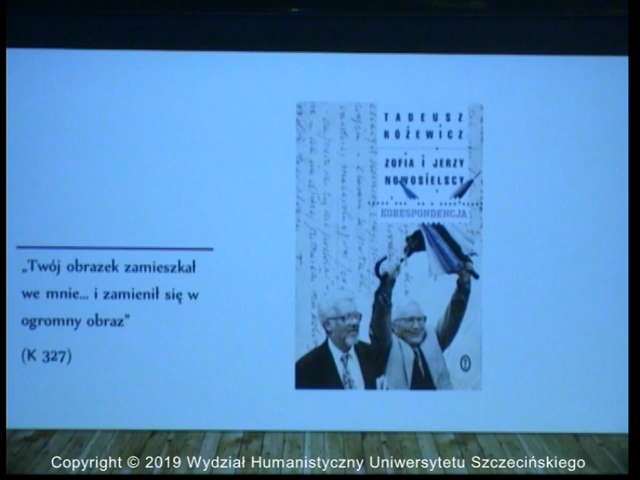 „Twój obrazek zamieszkał
we mnie... i zamienił się w
ogromny obraz”
(K 327)
TADEUSZ
RÓŻEWICZ
ZOFIA I JERZY
NOWOSIELSCY
KORESPONDENCJA
Copyright © 2019 Wydział Humanistyczny Uniwersytetu Szczecińskiego